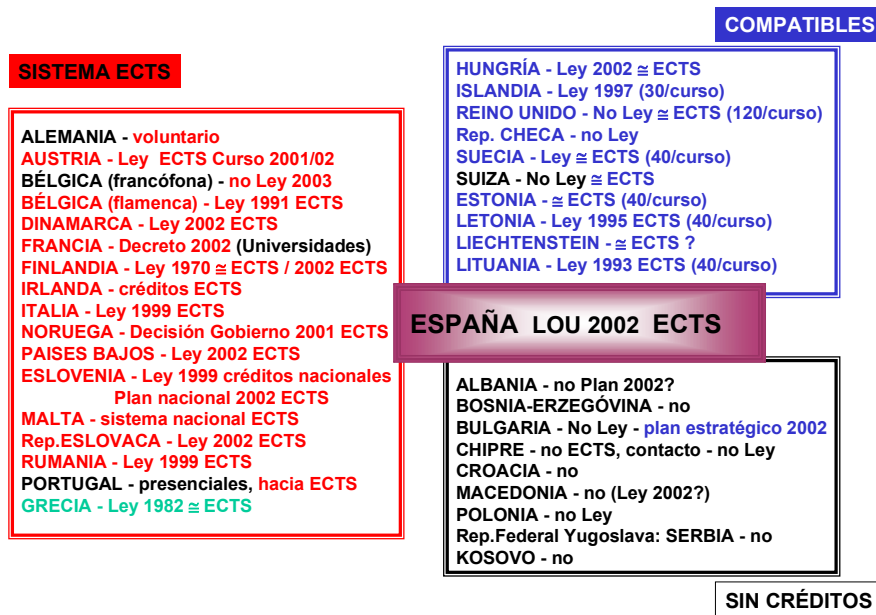 COMPATIBLES
SISTEMA ECTS
HUNGRÍA - Ley 2002 ≅ ECTS
ISLANDIA - Ley 1997 (30/curso)
REINO UNIDO - No Ley ≅ ECTS (120/curso)
Rep. CHECA - no Ley
SUECIA - Ley ≅ ECTS (40/curso)
SUIZA - No Ley ≅ ECTS
ESTONIA - ≅ ECTS (40/curso)
LETONIA - Ley 1995 ECTS (40/curso)
LIECHTENSTEIN - ≅ ECTS ?
LITUANIA - Ley 1993 ECTS (40/curso)
ALEMANIA - voluntario
AUSTRIA - Ley ECTS Curso 2001/02
BÉLGICA (francófona) - no Ley 2003
BÉLGICA (flamenca) - Ley 1991 ECTS
DINAMARCA - Ley 2002 ECTS
FRANCIA - Decreto 2002 (Universidades)
FINLANDIA - Ley 1970 ≅ ECTS / 2002 ECTS
IRLANDA - créditos ECTS
ITALIA - Ley 1999 ECTS
NORUEGA - Decisión Gobierno 2001 ECTS
PAISES BAJOS - Ley 2002 ECTS
ESLOVENIA - Ley 1999 créditos nacionales
Plan nacional 2002 ECTS
MALTA - sistema nacional ECTS
Rep.ESLOVACA - Ley 2002 ECTS
RUMANIA - Ley 1999 ECTS
PORTUGAL - presenciales, hacia ECTS
GRECIA - Ley 1982 ≅ ECTS
ESPAÑA LOU 2002 ECTS
ALBANIA - no Plan 2002?
BOSNIA-ERZEGÓVINA - no
BULGARIA - No Ley - plan estratégico 2002
CHIPRE - no ECTS, contacto - no Ley
CROACIA - no
MACEDONIA - no (Ley 2002?)
POLONIA - no Ley
Rep.Federal Yugoslava: SERBIA - no
KOSOVO - no
SIN CRÉDITOS